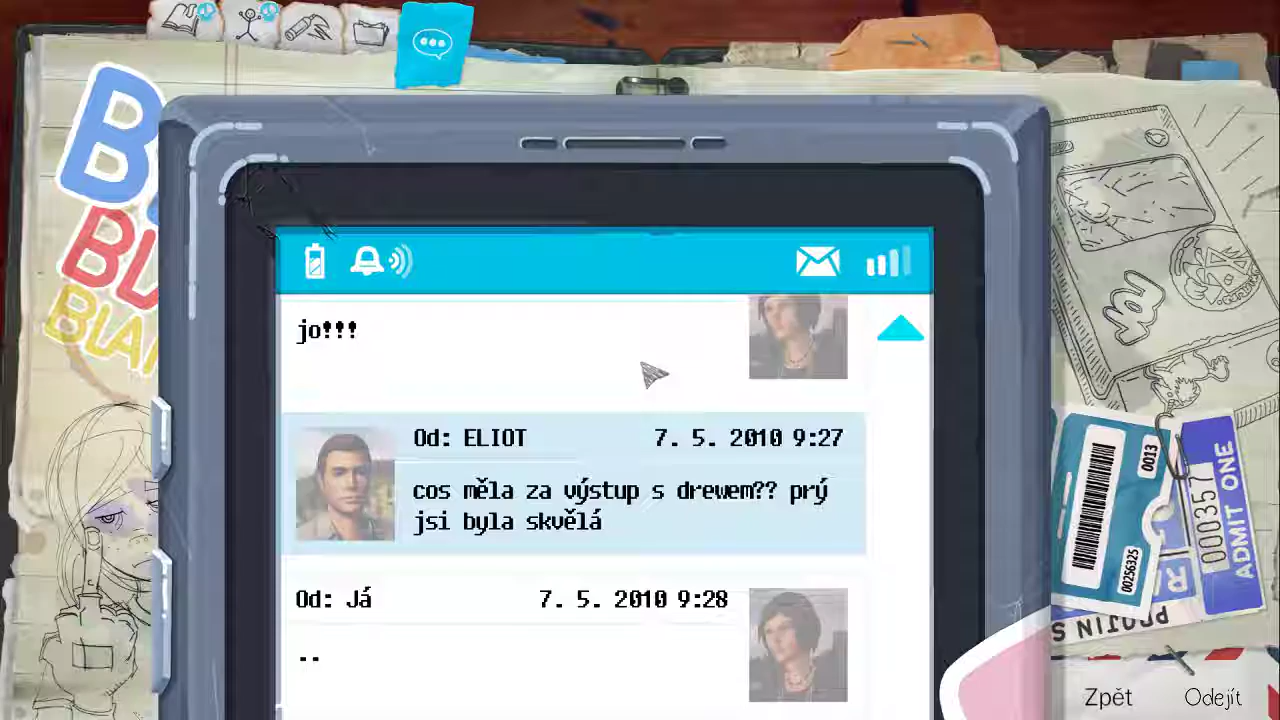 jo!!!
Od: ELIOT 7. 5. 2010 9:27
cos měla za výstup s drewem?? prý
jsi byla skvělá
Od: Já 7. 5. 2010 9:28
..
0013
00256325
000357
ADMIT ONE
Zpět Odejít